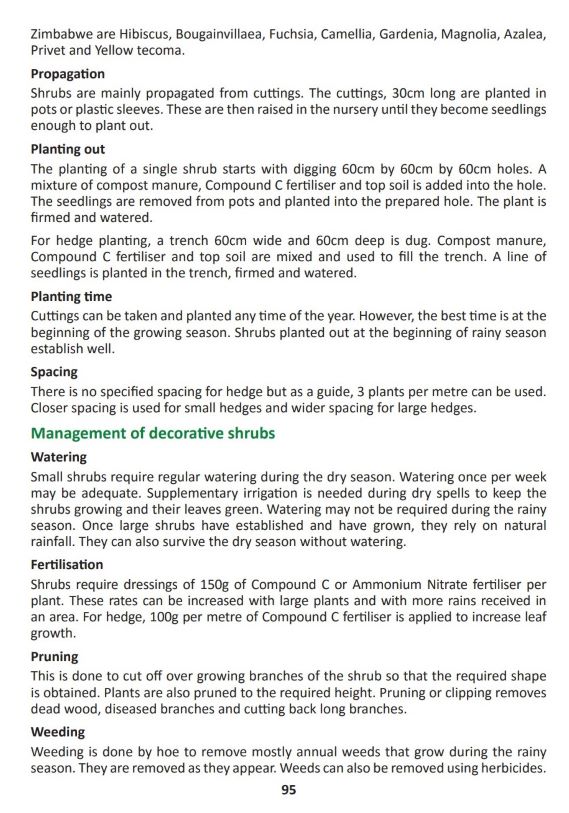 Zimbabwe are Hibiscus, Bougainvillaea, Fuchsia, Camellia, Gardenia, Magnolia, Azalea,
Privet and Yellow tecoma.
Propagation
Shrubs are mainly propagated from cuttings. The cuttings, 30cm long are planted in
pots or plastic sleeves. These are then raised in the nursery until they become seedlings
enough to plant out.
Planting out
The planting of a single shrub starts with digging 60cm by 60cm by 60cm holes. A
mixture of compost manure, Compound C fertiliser and top soil is added into the hole.
The seedlings are removed from pots and planted into the prepared hole. The plant is
firmed and watered.
For hedge planting, a trench 60cm wide and 60cm deep is dug. Compost manure,
Compound C fertiliser and top soil are mixed and used to fill the trench. A line of
seedlings is planted in the trench, firmed and watered.
Planting time
Cuttings can be taken and planted any time of the year. However, the best time is at the
beginning of the growing season. Shrubs planted out at the beginning of rainy season
establish well.
Spacing
There is no specified spacing for hedge but as a guide, 3 plants per metre can be used.
Closer spacing is used for small hedges and wider spacing for large hedges.
Management of decorative shrubs
Watering
Small shrubs require regular watering during the dry season. Watering once per week
may be adequate. Supplementary irrigation is needed during dry spells to keep the
shrubs growing and their leaves green. Watering may not be required during the rainy
season. Once large shrubs have established and have grown, they rely on natural
rainfall. They can also survive the dry season without watering.
Fertilisation
Shrubs require dressings of 150g of Compound C or Ammonium Nitrate fertiliser per
plant. These rates can be increased with large plants and with more rains received in
an area. For hedge, 100g per metre of Compound C fertiliser is applied to increase leaf
growth.
Pruning
This is done to cut off over growing branches of the shrub so that the required shape
is obtained. Plants are also pruned to the required height. Pruning or clipping removes
dead wood, diseased branches and cutting back long branches.
Weeding
Weeding is done by hoe to remove mostly annual weeds that grow during the rainy
season. They are removed as they appear. Weeds can also be removed using herbicides.
95